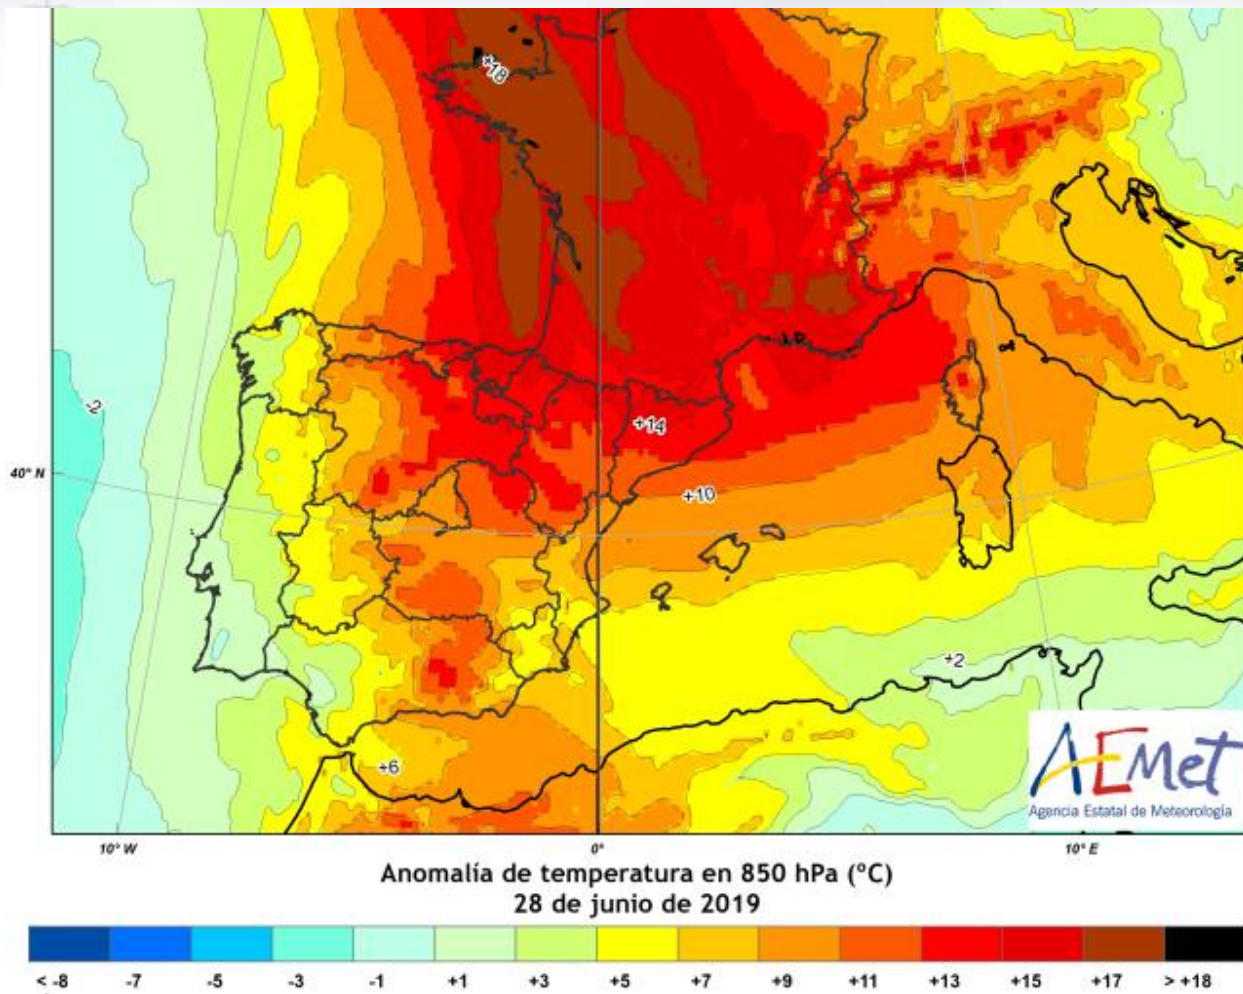 +18
-2
+14
40° N
+10
+2
+6
AEMet
Agencia Estatal de Meteorología
10° W
0°
10° E
Anomalía de temperatura en 850 hPa (ºC)
28 de junio de 2019
< -8 -7 -5 -3 -1 +1 +3 +5 +7 +9 +11 +13 +15 +17 > +18